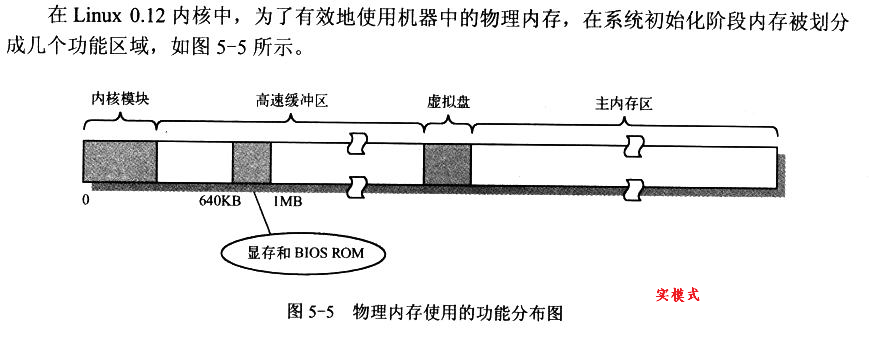 在 Linux 0.12 内核中，为了有效地使用机器中的物理内存，在系统初始化阶段内存被划分
成几个功能区域，如图 5-5 所示。
内核模块 高速缓冲区 虚拟盘 主内存区
0 640KB 1MB
显存和 BIOS ROM
实模式
图 5-5 物理内存使用的功能分布图